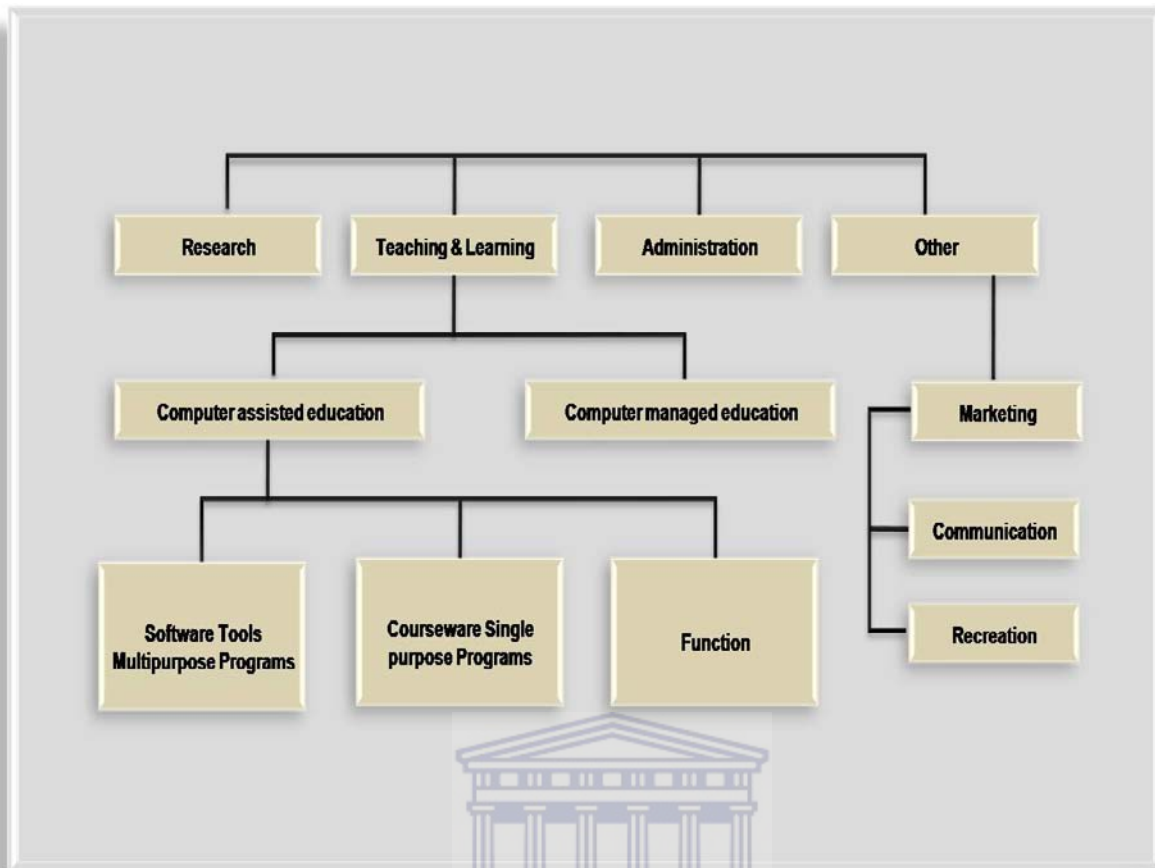 Research
Teaching & Learning
Administration
Other
Computer assisted education
Computer managed education
Marketing
Communication
Recreation
Software Tools
Multipurpose Programs
Courseware Single
purpose Programs
Function